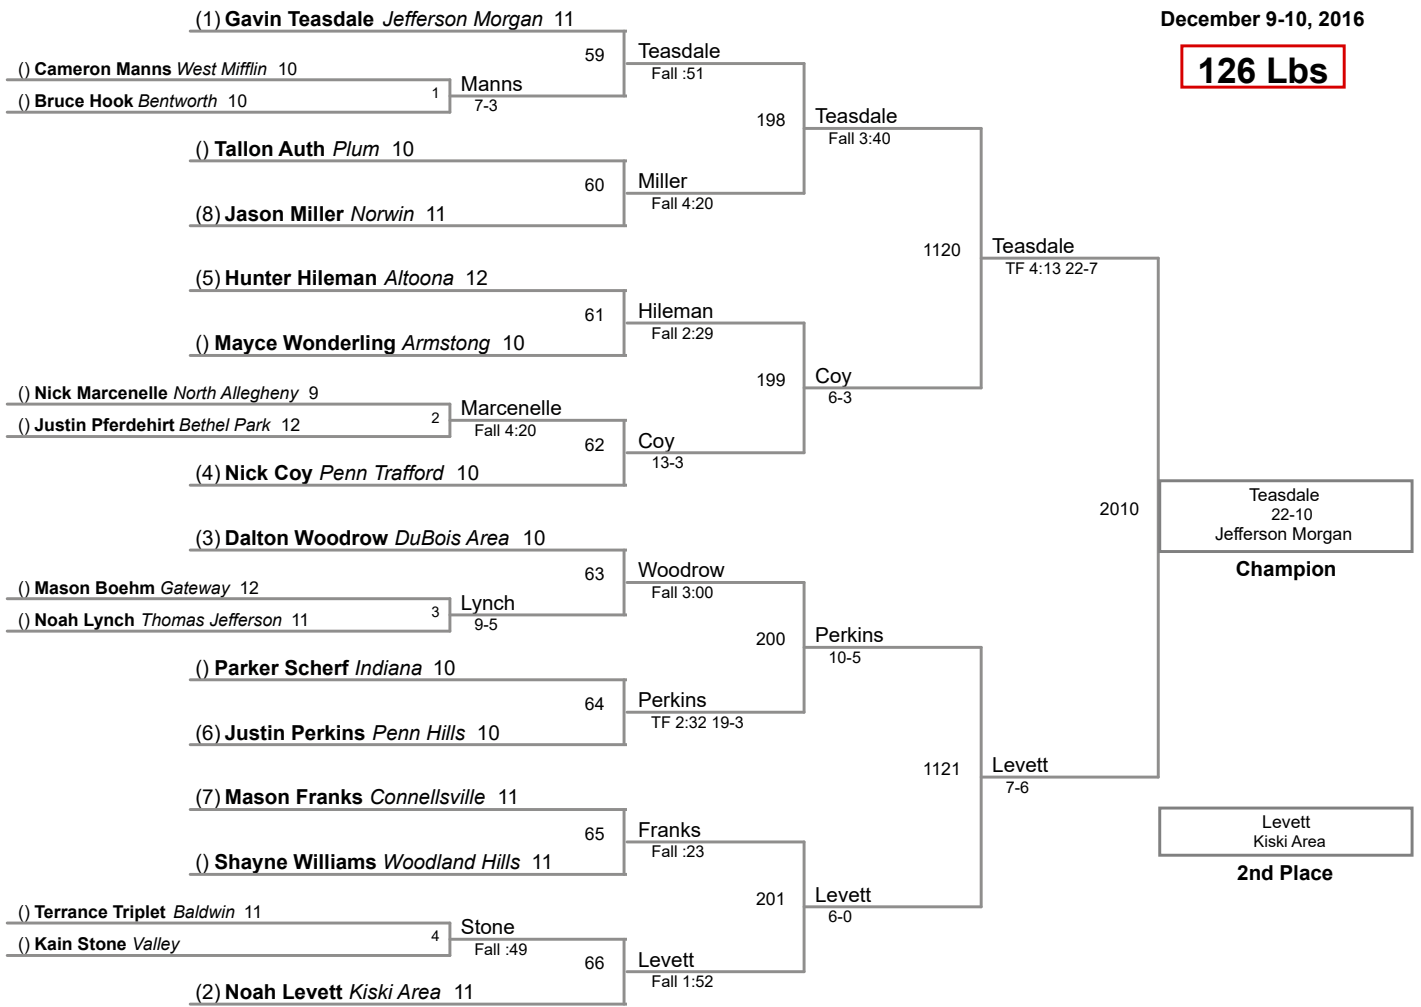 December 9-10, 2016
126 Lbs
(1) Gavin Teasdale Jefferson Morgan 11
() Cameron Manns West Mifflin 10
() Bruce Hook Bentworth 10
1
Manns
7-3
59
Teasdale
Fall :51
() Tallon Auth Plum 10
(8) Jason Miller Norwin 11
60
Miller
Fall 4:20
198
Teasdale
Fall 3:40
(5) Hunter Hileman Altoona 12
() Mayce Wonderling Armstong 10
61
Hileman
Fall 2:29
() Nick Marcenelle North Allegheny 9
() Justin Pferdehirt Bethel Park 12
2
Marcenelle
Fall 4:20
(4) Nick Coy Penn Trafford 10
62
Coy
13-3
199
Coy
6-3
1120
Teasdale
TF 4:13 22-7
(3) Dalton Woodrow DuBois Area 10
() Mason Boehm Gateway 12
() Noah Lynch Thomas Jefferson 11
3
Lynch
9-5
63
Woodrow
Fall 3:00
() Parker Scherf Indiana 10
(6) Justin Perkins Penn Hills 10
64
Perkins
TF 2:32 19-3
200
Perkins
10-5
(7) Mason Franks Connellsville 11
() Shayne Williams Woodland Hills 11
65
Franks
Fall :23
() Terrance Triplet Baldwin 11
() Kain Stone Valley
4
Stone
Fall :49
(2) Noah Levett Kiski Area 11
66
Levett
Fall 1:52
201
Levett
6-0
1121
Levett
7-6
2010
Teasdale
22-10
Jefferson Morgan
Champion
Levett
Kiski Area
2nd Place